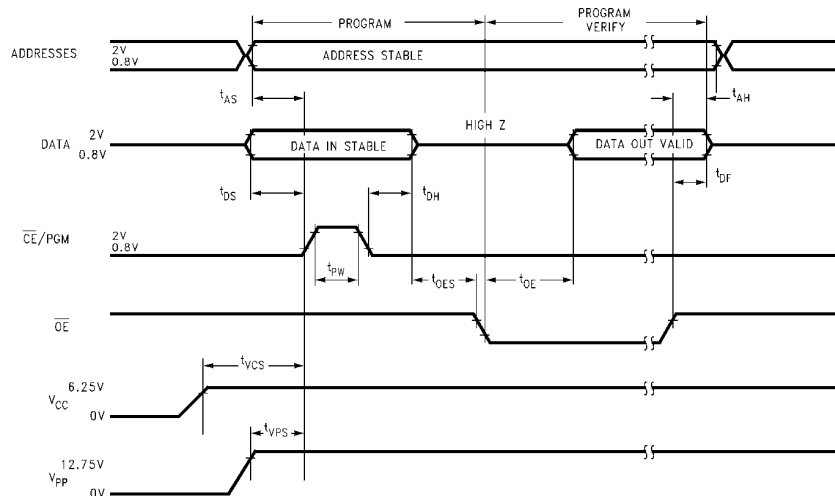 PROGRAM
PROGRAM
VERIFY
ADDRESSES
2V
0.8V
ADDRESS STABLE
tAS
tAH
HIGH Z
DATA
2V
0.8V
DATA IN STABLE
DATA OUT VALID
tDS
tDH
tDF
CE/PGM
2V
0.8V
tPW
tOES
tOE
OE
tVCS
6.25V
VCC
0V
tVPS
12.75V
VPP
0V